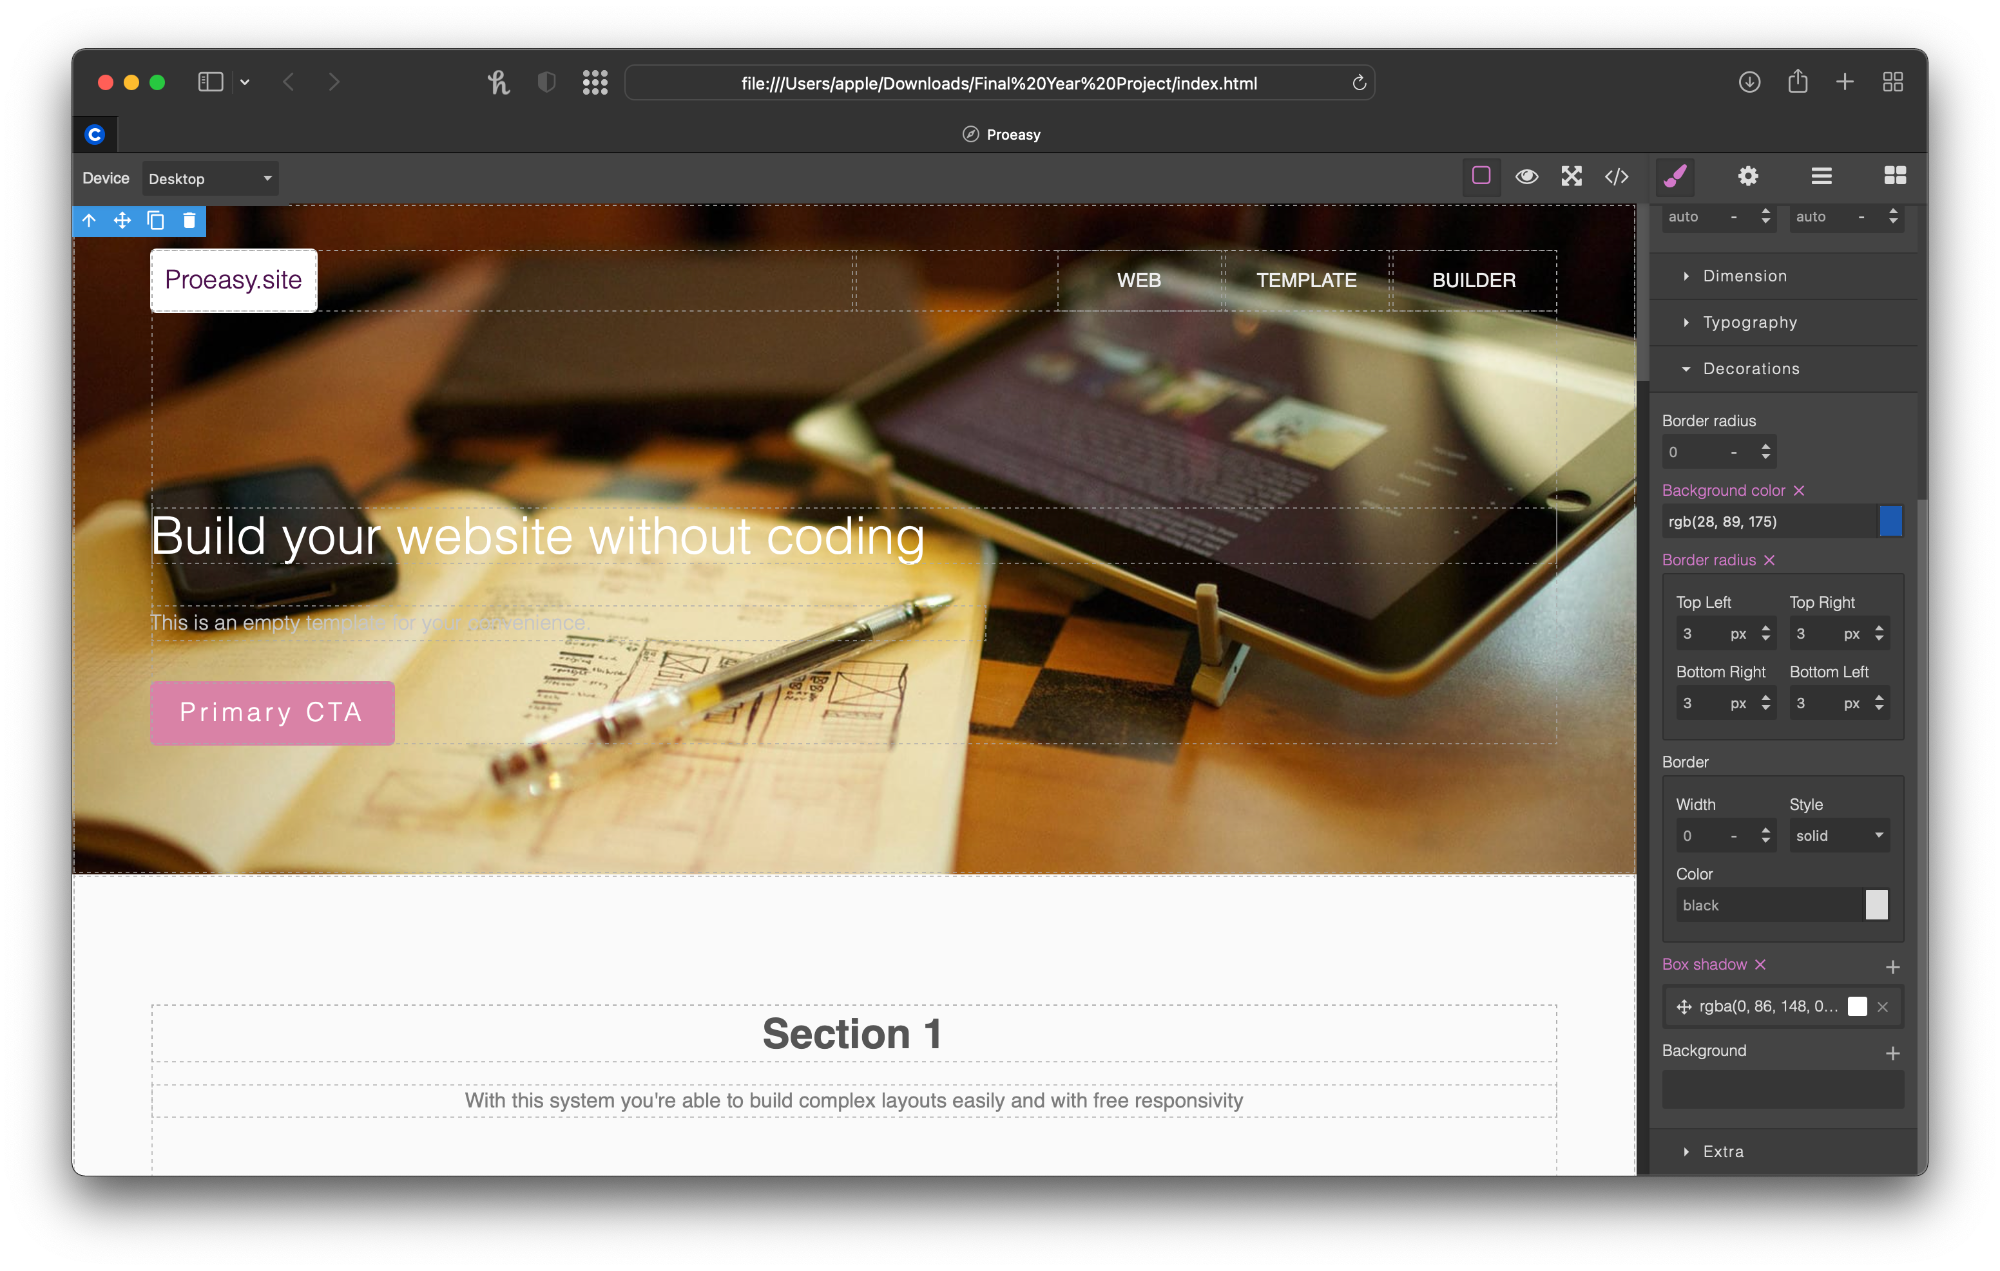 file:///Users/apple/Downloads/Final%20Year%20Project/index.html
C
Proeasy
Device
Desktop
auto - auto -
Proeasy.site
WEB
TEMPLATE
BUILDER
Build your website without coding
This is an empty template for your convenience.
Primary CTA
Section 1
With this system you're able to build complex layouts easily and with free responsivity
Dimension
Typography
Decorations
Border radius
0 -
Background color
rgb(28, 89, 175)
Border radius
Top Left Top Right
3 px 3 px
Bottom Right Bottom Left
3 px 3 px
Border
Width Style
0 - solid
Color
black
Box shadow
rgba(0, 86, 148, 0...
Background
Extra